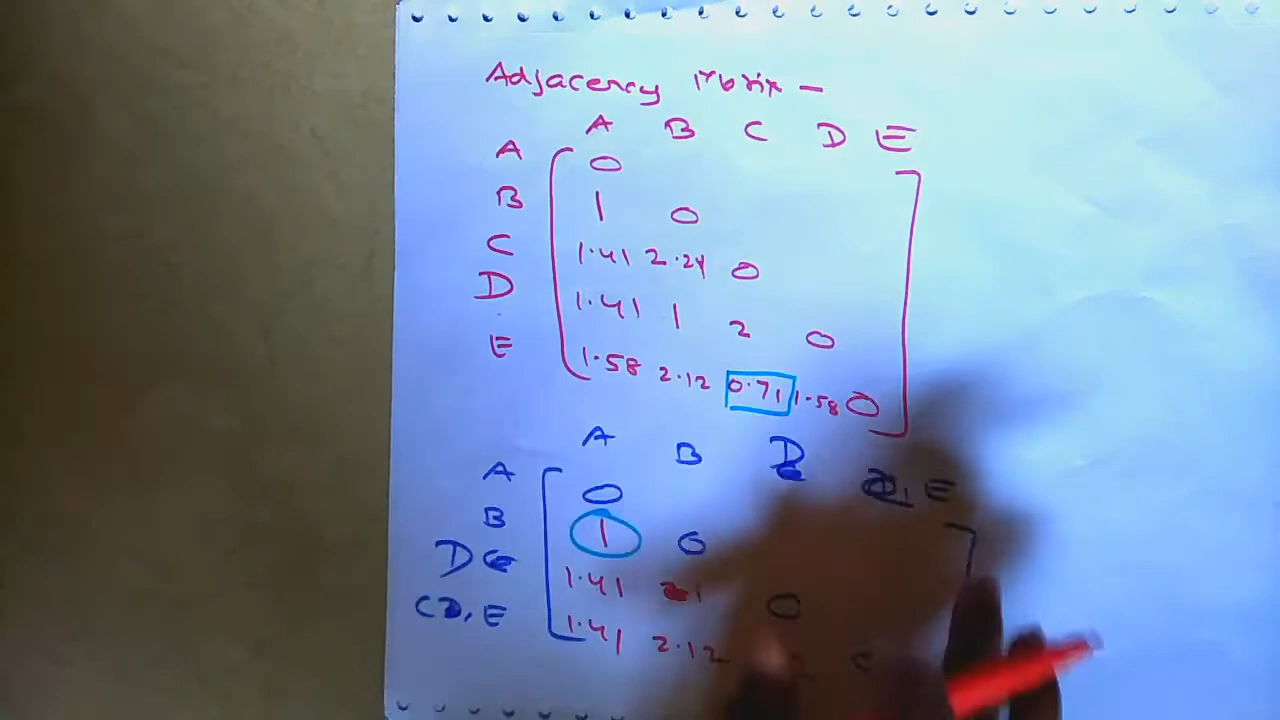 Adjacency
A B C D E
A 0
B 1 0
C 1.41 2.24 0
D 1.41 1 2 0
E 1.58 2.12 0.71 1.58 0
A B D E
A 0
B 1 0
D 1.41 1 0
C E 1.41 2.12